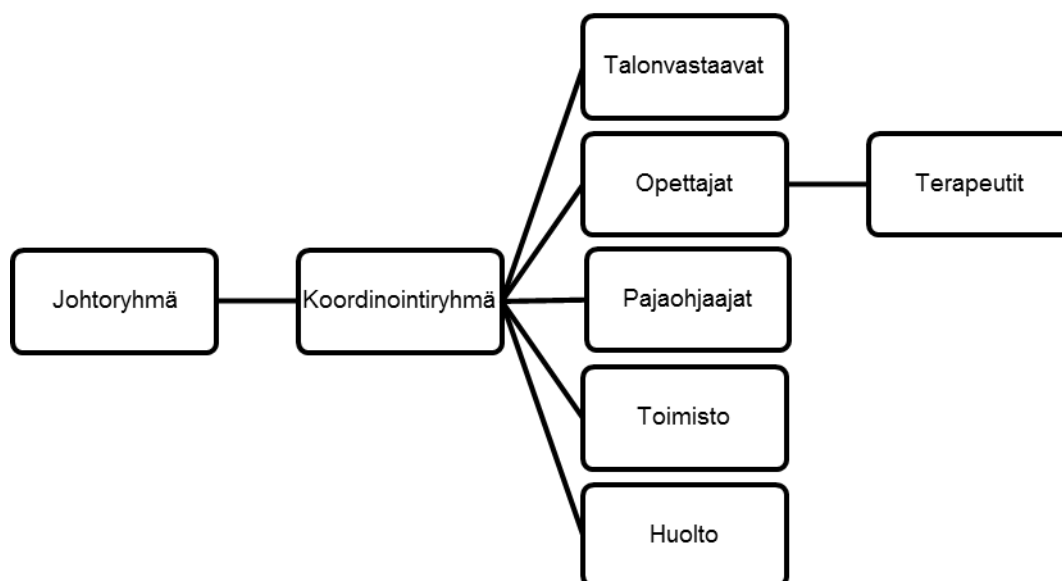 Talonvastaavat
Opettajat
Terapeutit
Johtoryhmä
Koordinointiryhmä
Pajaohjaajat
Toimisto
Huolto